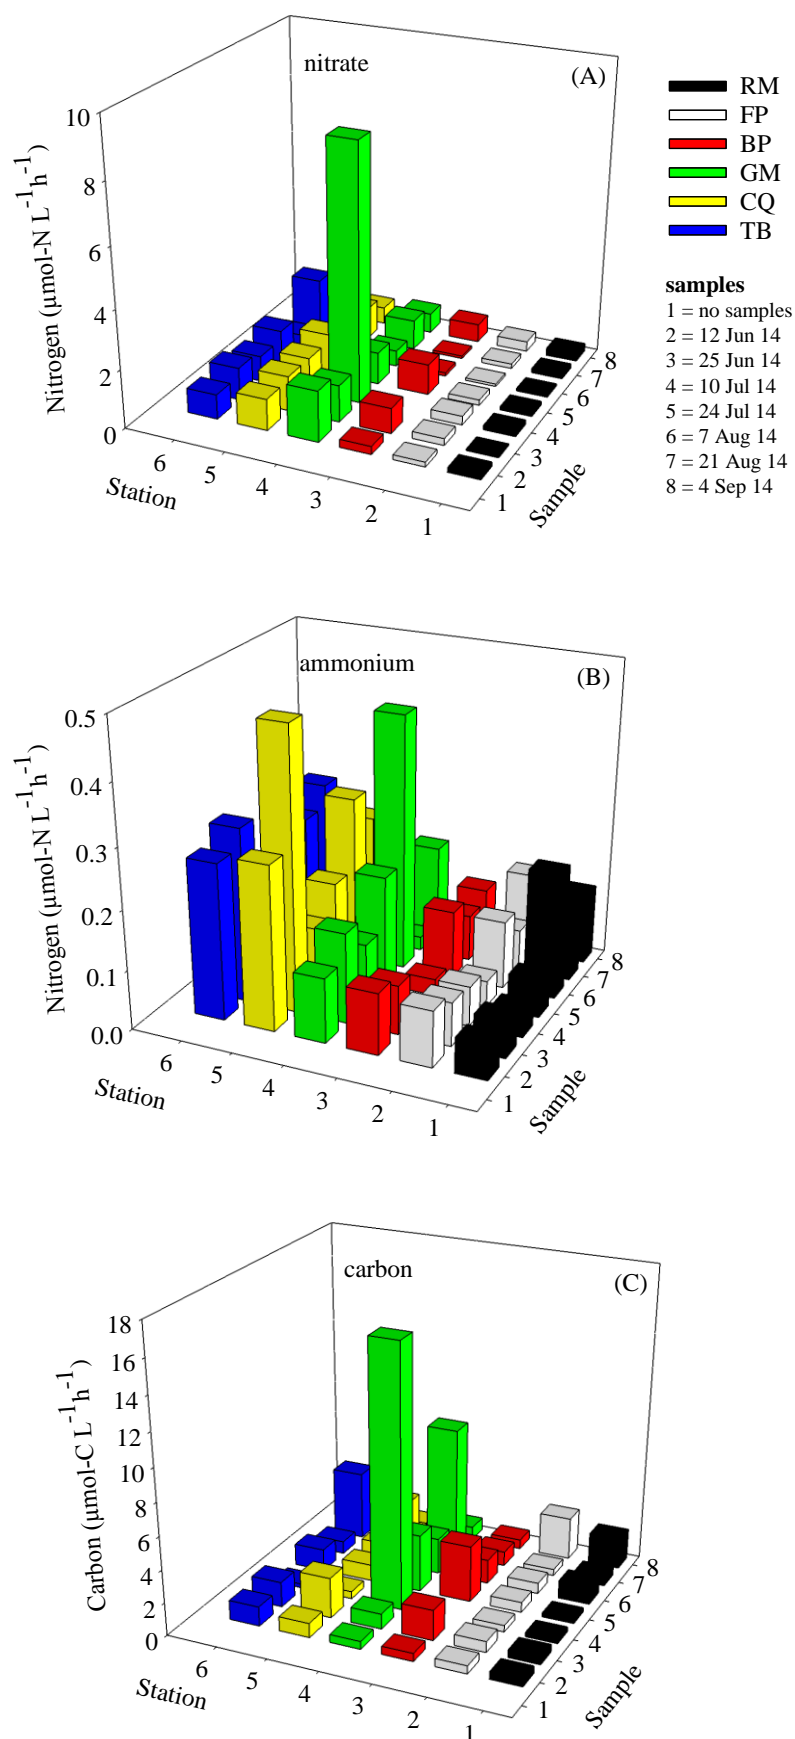 nitrate
(A)
10
8
6
4
2
0
Nitrogen (µmol-N L⁻¹h⁻¹)
6
5
4
3
2
1
Station
1
2
3
4
5
6
7
8
Sample
RM
FP
BP
GM
CQ
TB
samples
1 = no samples
2 = 12 Jun 14
3 = 25 Jun 14
4 = 10 Jul 14
5 = 24 Jul 14
6 = 7 Aug 14
7 = 21 Aug 14
8 = 4 Sep 14
ammonium
(B)
0.5
0.4
0.3
0.2
0.1
0.0
Nitrogen (µmol-N L⁻¹h⁻¹)
6
5
4
3
2
1
Station
1
2
3
4
5
6
7
8
Sample
carbon
(C)
18
16
14
12
10
8
6
4
2
0
Carbon (µmol-C L⁻¹h⁻¹)
6
5
4
3
2
1
Station
1
2
3
4
5
6
7
8
Sample